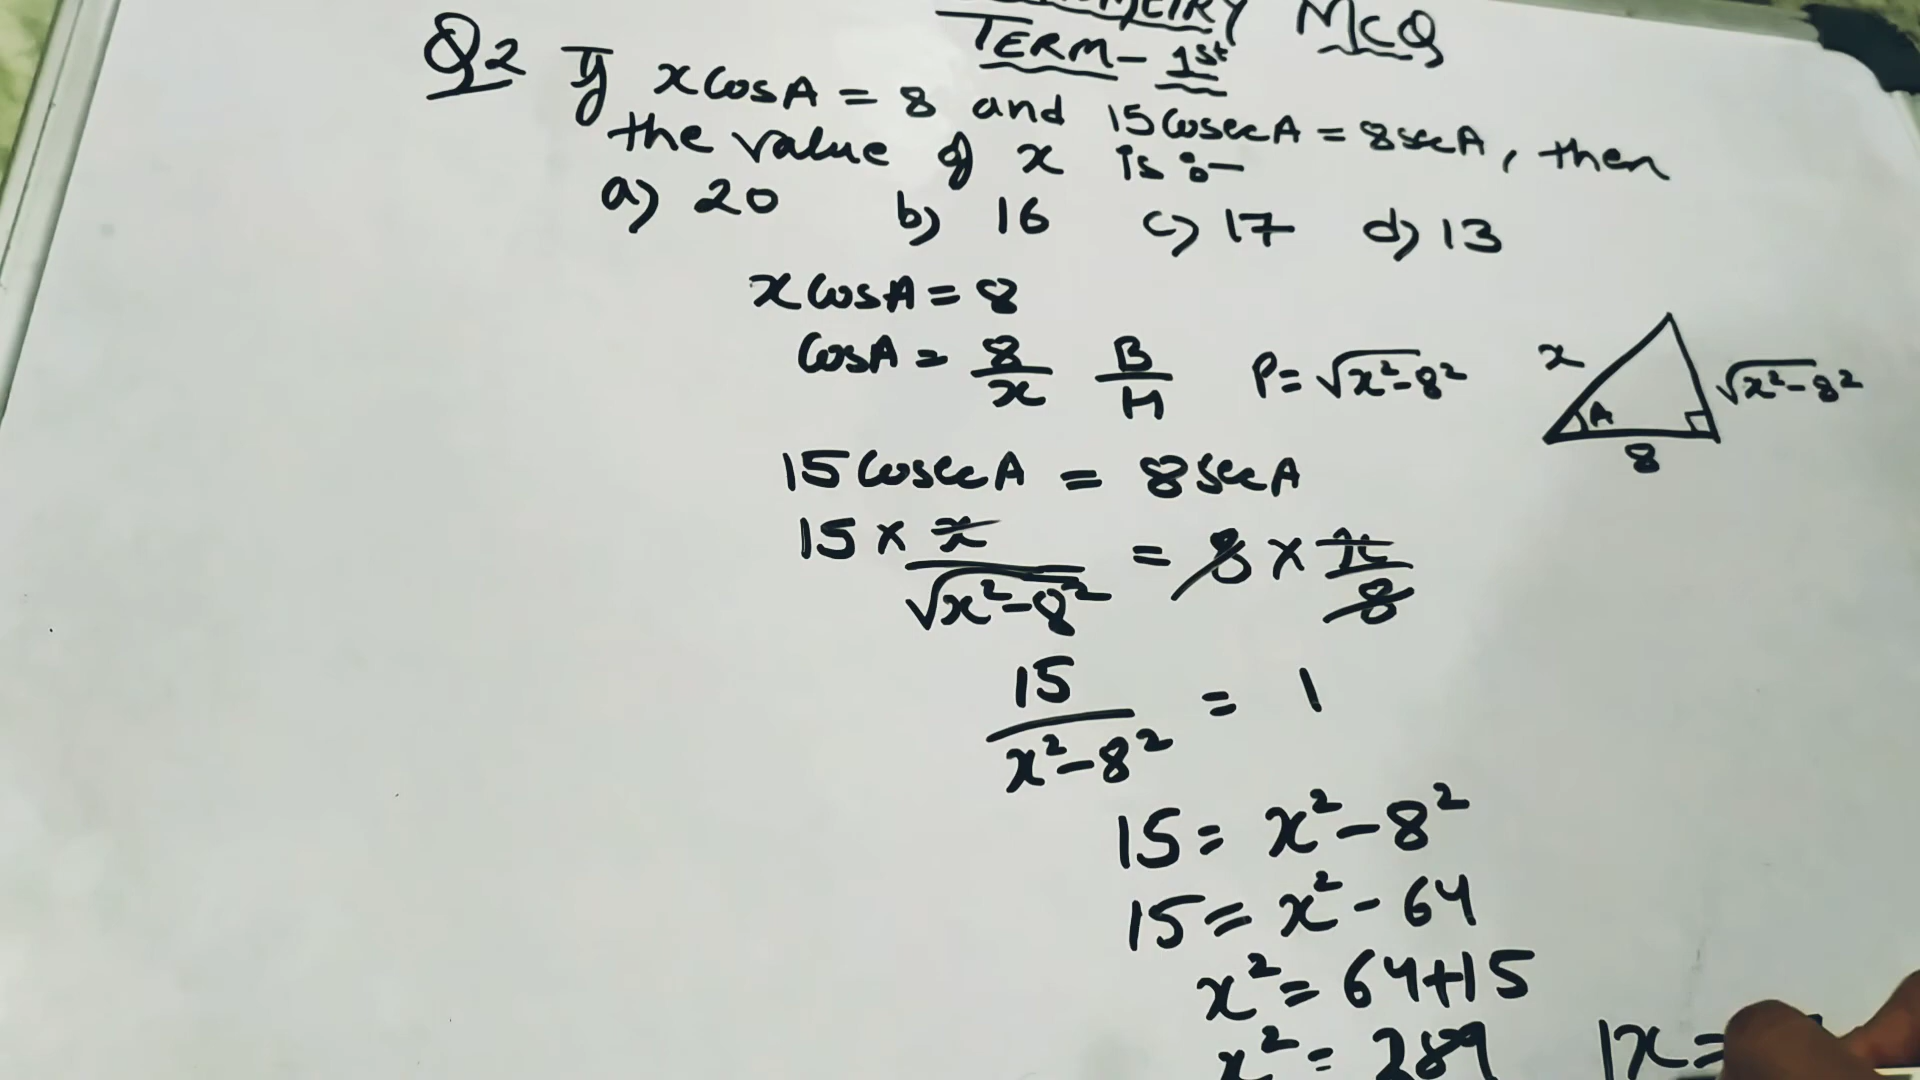 MCQ
TERM - 1st
Q2 If x cosA = 8 and 15 cosecA = 8 secA, then
the value of x is :-
a) 20 b) 16 c) 17 d) 13
x cosA = 8
cosA = 8/x B/H P = √x²-8²
x A 8 √x²-8²
15 cosecA = 8 secA
15 × x/√x²-8² = 8 × x/8
15/x²-8² = 1
15 = x²-8²
15 = x² - 64
x² = 64+15
x² = 289 x =